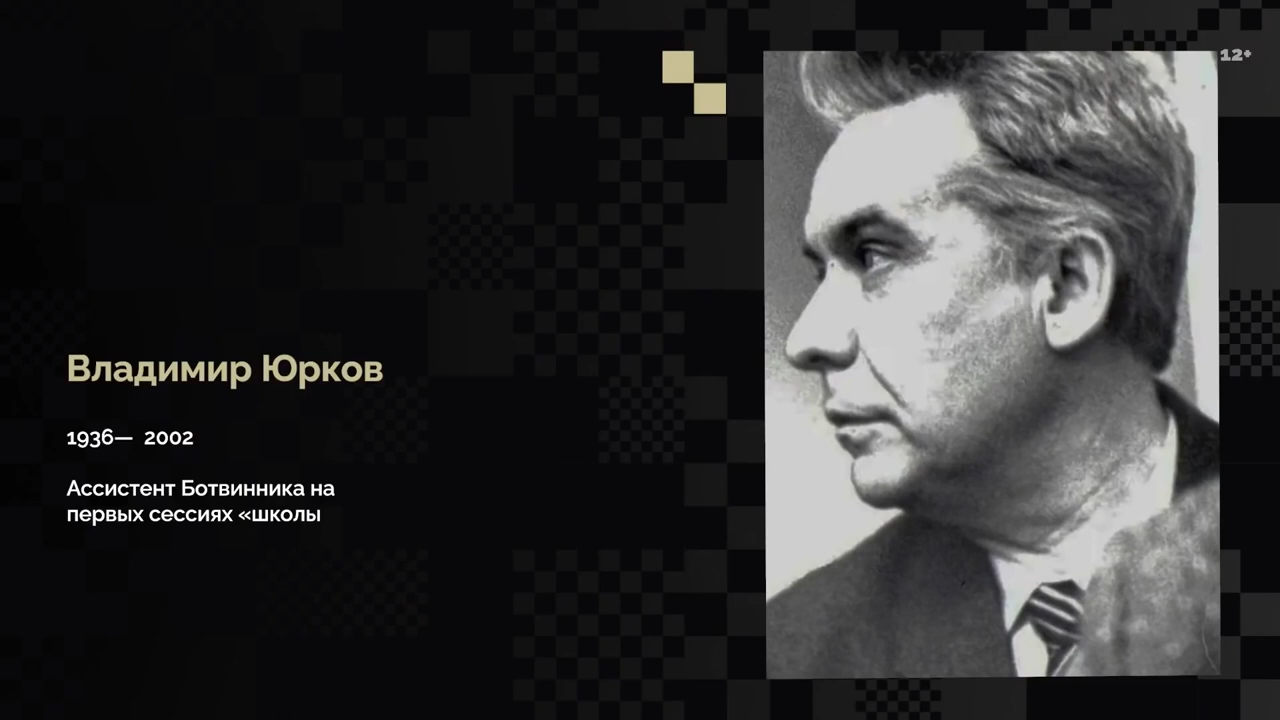 12+
Владимир Юрков
1936— 2002
Ассистент Ботвинника на
первых сессиях «школы